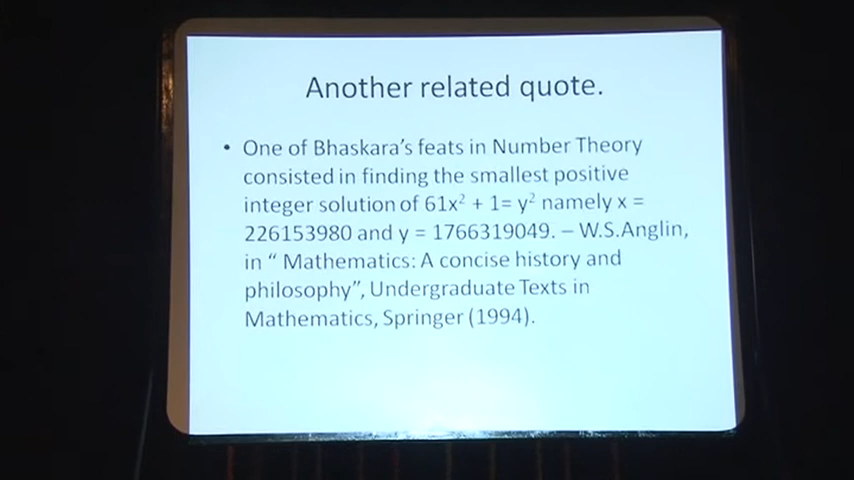 Another related quote.
• One of Bhaskara's feats in Number Theory
consisted in finding the smallest positive
integer solution of 61x² + 1= y² namely x =
226153980 and y = 1766319049. – W.S.Anglin,
in “ Mathematics: A concise history and
philosophy”, Undergraduate Texts in
Mathematics, Springer (1994).